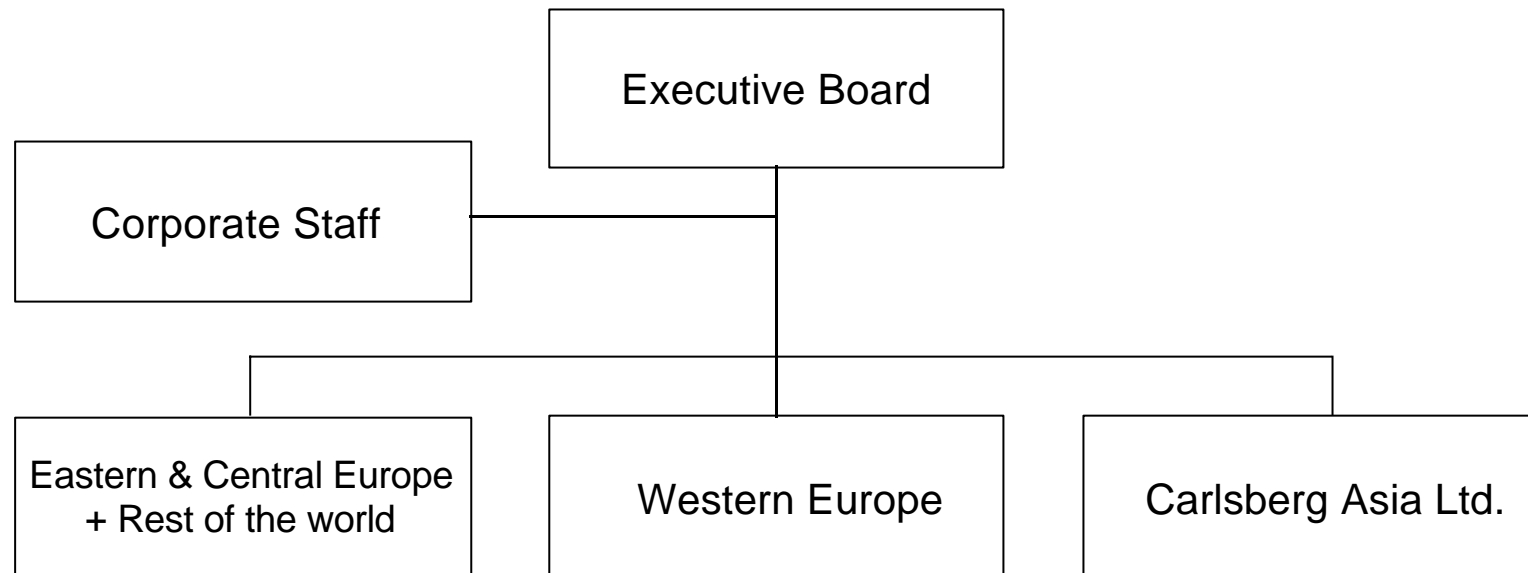 Executive Board
Corporate Staff
Eastern & Central Europe
+ Rest of the world
Western Europe
Carlsberg Asia Ltd.